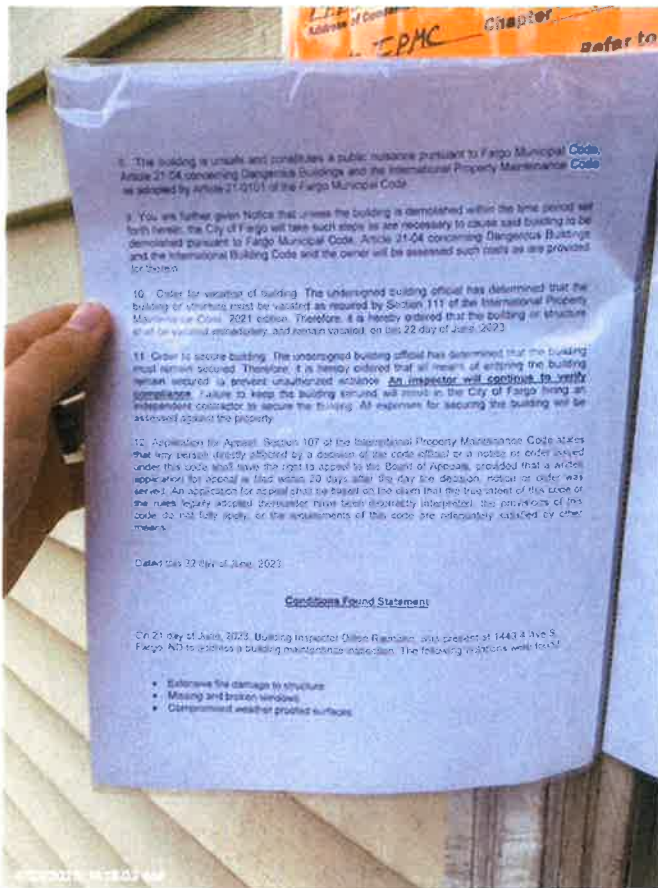 Address of
IPMC Chapter
Refer to
The building is unsafe and constitutes a public nuisance pursuant to Fargo Municipal Code,
Article 21-04 concerning Dangerous Buildings and the International Property Maintenance Code
as adopted by Article 21-0101 of the Fargo Municipal Code.
9. You are further given Notice that unless the building is demolished within the time period set
forth herein, the City of Fargo will take such steps as are necessary to cause said building to be
demolished pursuant to Fargo Municipal Code, Article 21-04 concerning Dangerous Buildings
and the International Building Code and the owner will be assessed such costs as are provided
for therein.
10. Order for vacation of building. The undersigned building official has determined that the
building or structure must be vacated as required by Section 111 of the International Property
Maintenance Code, 2021 edition. Therefore, it is hereby ordered that the building or structure
shall be vacated immediately, and remain vacated, on this 22 day of June, 2023.
11. Order to secure building. The undersigned building official has determined that the building
must remain secured. Therefore, it is hereby ordered that all means of entering the building
remain secured to prevent unauthorized entrance. An inspector will continue to verify
compliance. Failure to keep the building secured will result in the City of Fargo hiring an
independent contractor to secure the building. All expenses for securing the building will be
assessed against the property.
12. Application for Appeal. Section 107 of the International Property Maintenance Code states
that any person directly affected by a decision of the code official or a notice or order issued
under this code shall have the right to appeal to the Board of Appeals, provided that a written
application for appeal is filed within 20 days after the day the decision, notice or order was
served. An application for appeal shall be based on the claim that the true intent of this code or
the rules legally adopted thereunder have been incorrectly interpreted, the provisions of this
code do not fully apply, or the requirements of this code are adequately satisfied by other
means.
Dated this 22 day of June, 2023.
Conditions Found Statement
On 21 day of June, 2023, Building Inspector was present at 1443 4 Ave S,
Fargo, ND to address a building maintenance inspection. The following violations were found:
• Extensive fire damage to structure
• Missing and broken windows
• Compromised weather proofed surfaces